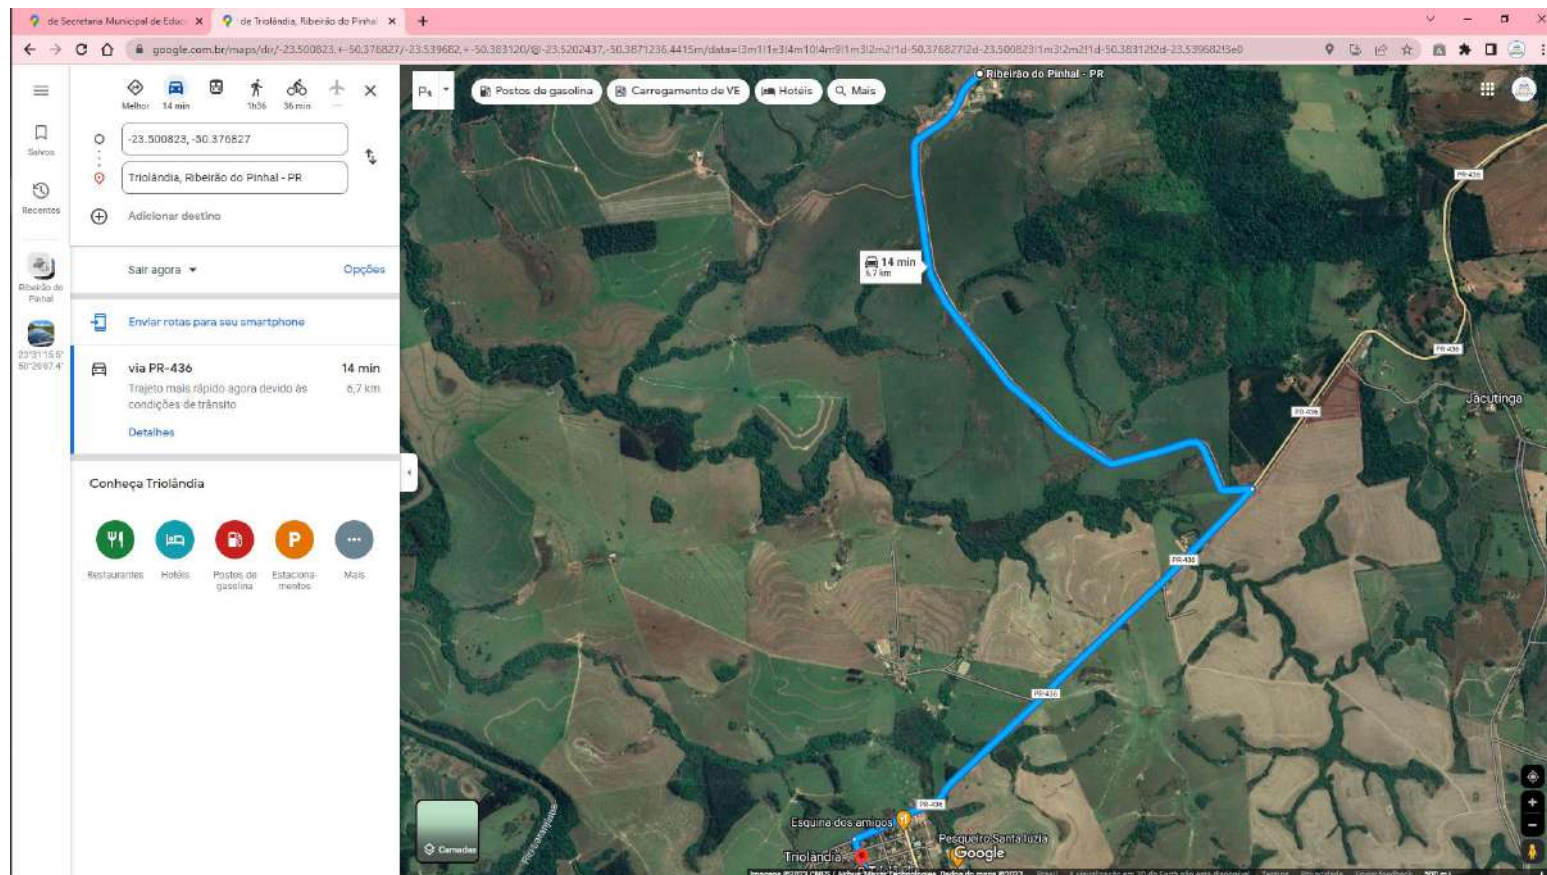 de Secretaria Municipal de Educ
de Triolândia, Ribeirão do Pinhal
google.com.br/maps/dir/-23.500823,+-50.376827/-23.539682,+-50.383120/@-23.5202437,-50.3871236,4415m/data=!3m1!1e3!4m10!4m9!1m3!2m2!1d-50.376827!2d-23.500823!1m3!2m2!1d-50.38312!2d-23.539682!3e0
Salvos
Recentes
Ribeirão do
Pinhal
Melhor
14 min
1h36
36 min
-23.500823, -50.376827
Triolândia, Ribeirão do Pinhal - PR
Adicionar destino
Sair agora
Opções
Enviar rotas para seu smartphone
via PR-436
14 min
Trajeto mais rápido agora devido às
6,7 km
condições de trânsito
Detalhes
Conheça Triolândia
Restaurantes
Hotéis
Postos de
gasolina
Estaciona-
mentos
Mais
Postos de gasolina
Carregamento de VE
Hotéis
Mais
Ribeirão do Pinhal - PR
PR-436
14 min
6,7 km
PR-436
Jacutinga
PR-436
PR-436
PR-436
PR-436
Esquina dos amigos
Pesqueiro Santa luzia
Triolândia
Google
Camadas